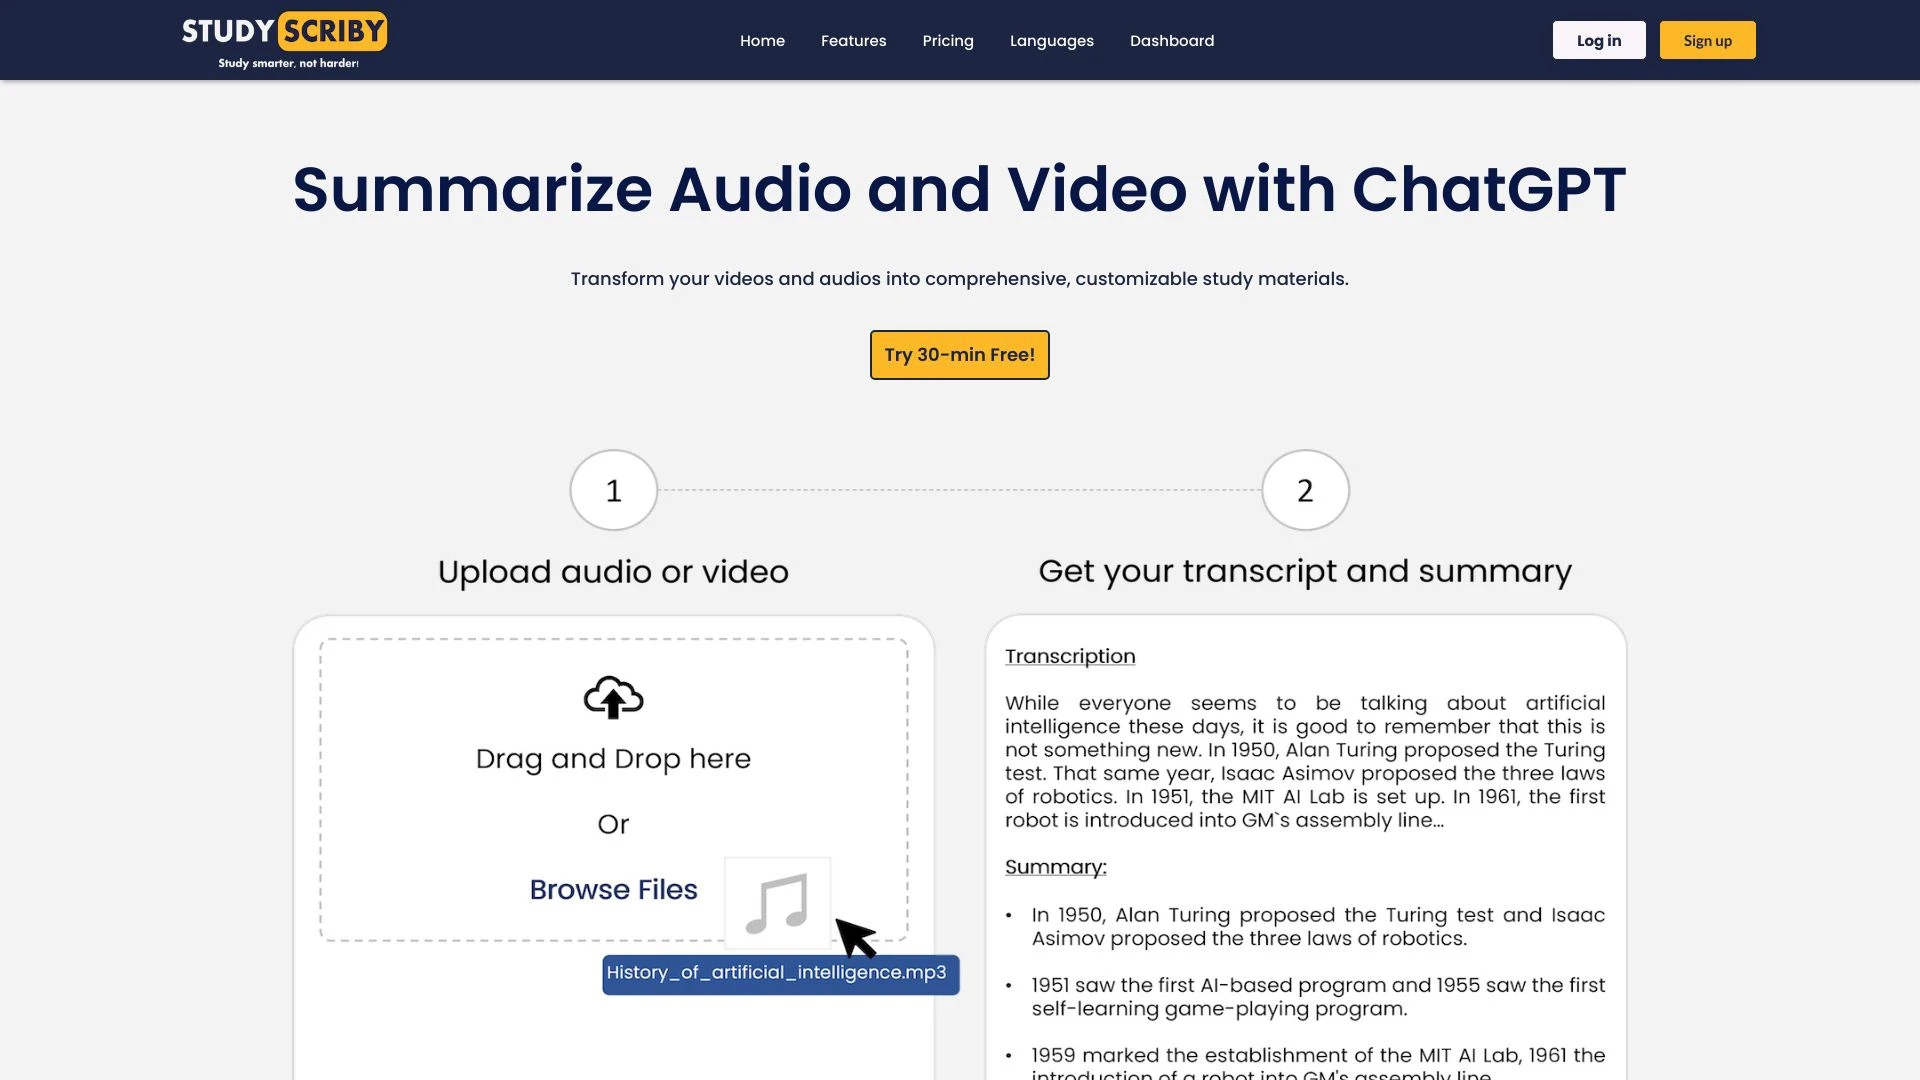 STUDY SCRIBY
Study smarter, not harder!
Home
Features
Pricing
Languages
Dashboard
Log in
Sign up
Summarize Audio and Video with ChatGPT
Transform your videos and audios into comprehensive, customizable study materials.
Try 30-min Free!
1
2
Upload audio or video
Get your transcript and summary
Drag and Drop here
Or
Browse Files
History_of_artificial_intelligence.mp3
Transcription
While everyone seems to be talking about artificial
intelligence these days, it is good to remember that this is
not something new. In 1950, Alan Turing proposed the Turing
test. That same year, Isaac Asimov proposed the three laws
of robotics. In 1951, the MIT AI Lab is set up. In 1961, the first
robot is introduced into GM`s assembly line...
Summary:
• In 1950, Alan Turing proposed the Turing test and Isaac
Asimov proposed the three laws of robotics.
• 1951 saw the first AI-based program and 1955 saw the first
self-learning game-playing program.
• 1959 marked the establishment of the MIT AI Lab, 1961 the
introduction of a robot into GM's assembly line